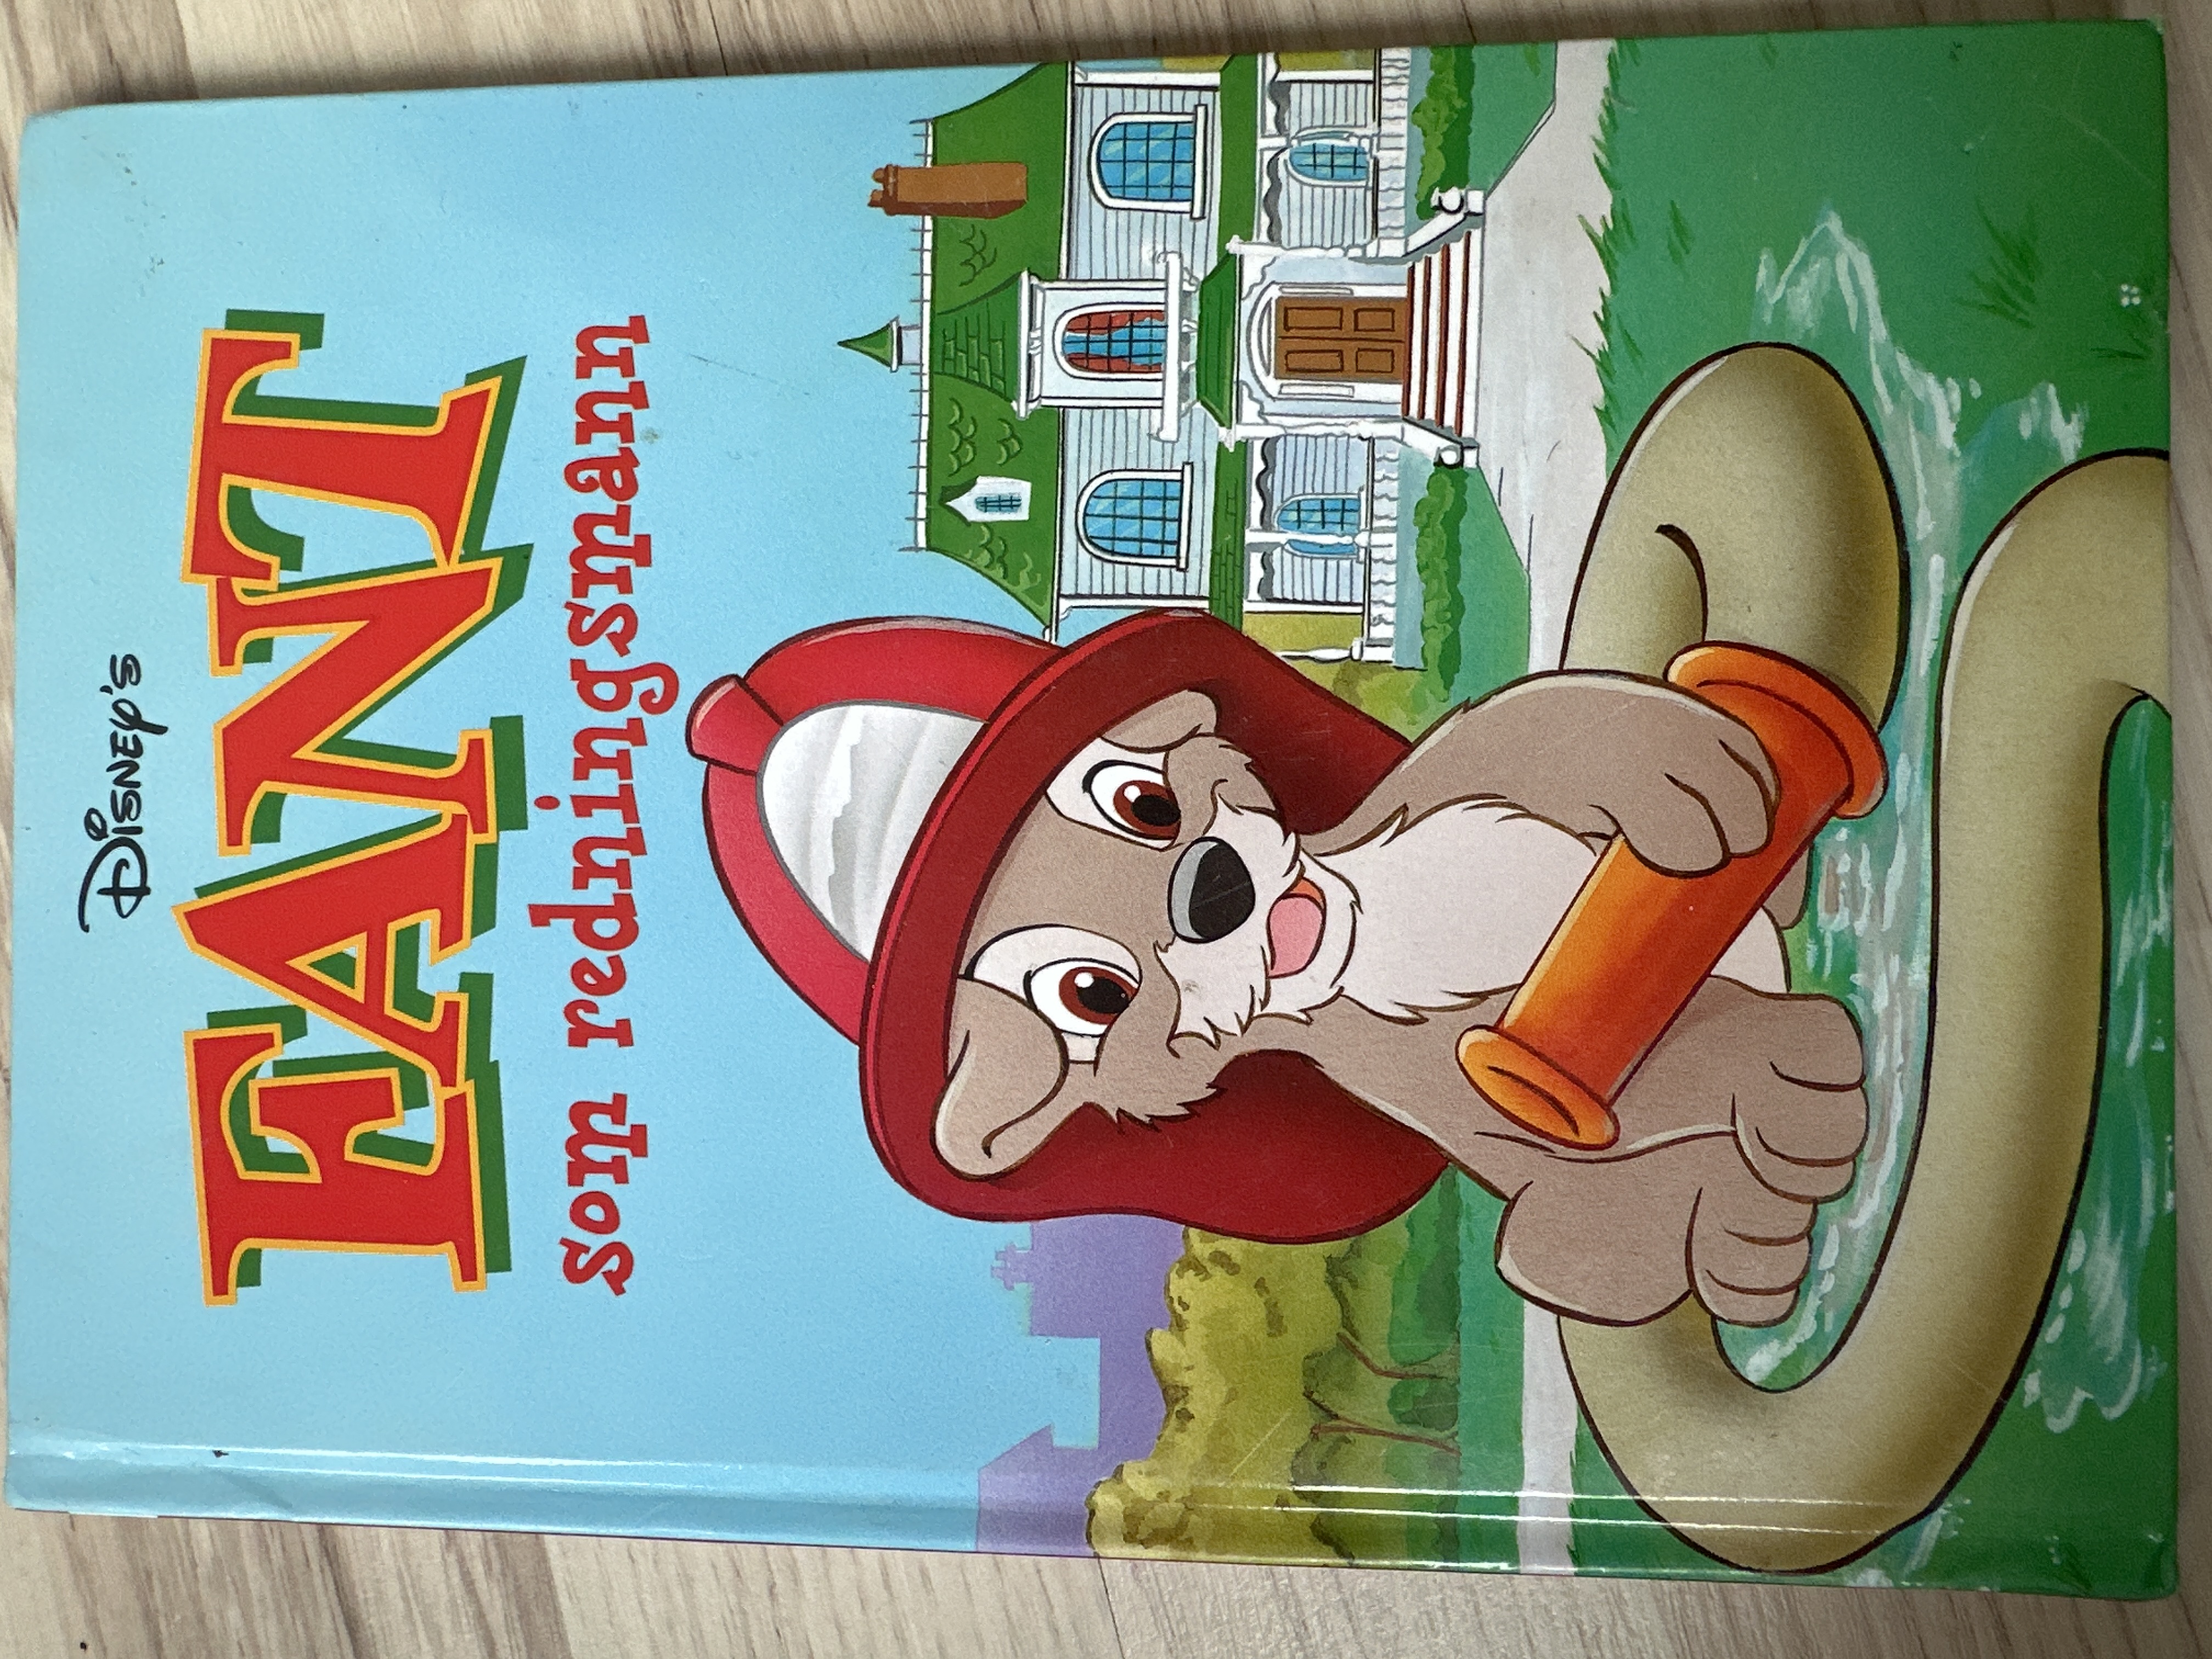 Disney's
FANT
som redningsmann